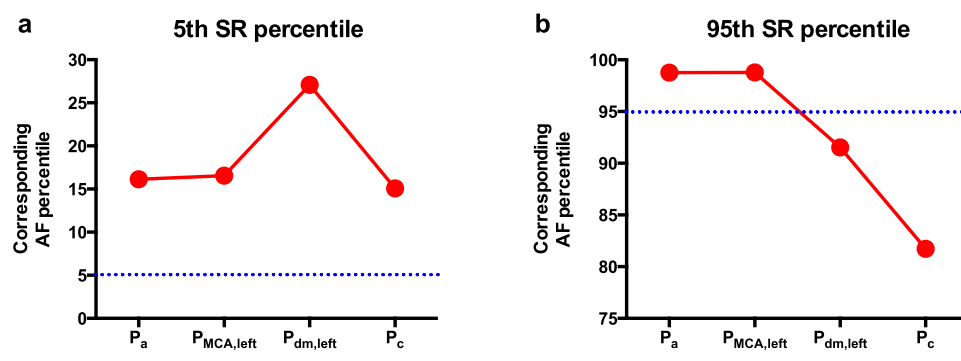 a
5th SR percentile
Corresponding
AF percentile
30
25
20
15
10
5
0
Pa
PMCA,left
Pdm,left
Pc
b
95th SR percentile
Corresponding
AF percentile
100
95
90
85
80
75
Pa
PMCA,left
Pdm,left
Pc